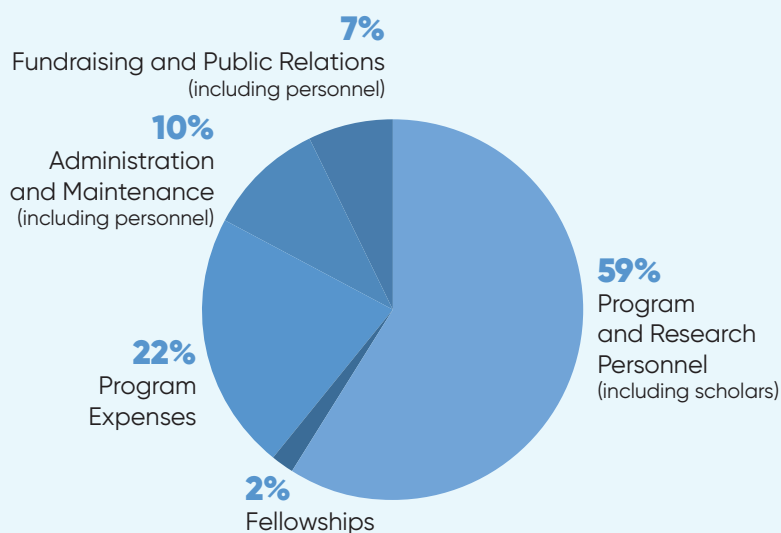 7%
Fundraising and Public Relations
(including personnel)
10%
Administration
and Maintenance
(including personnel)
59%
Program
and Research
Personnel
(including scholars)
22%
Program
Expenses
2%
Fellowships